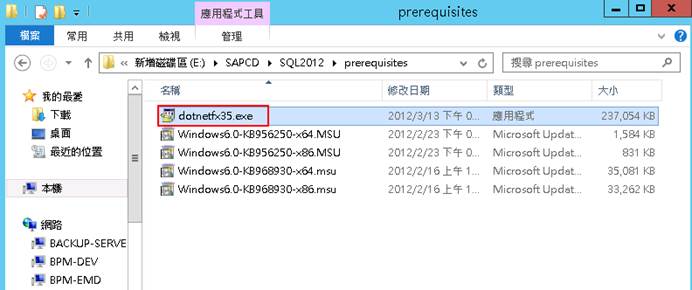 應用程式工具
prerequisites
檔案
常用
共用
檢視
管理
新增磁碟區 (E:) ▸ SAPCD ▸ SQL2012 ▸ prerequisites
搜尋 prerequisites
我的最愛
下載
桌面
最近的位置
本機
網路
BACKUP-SERVE
BPM-DEV
BPM-EMD
名稱 修改日期 類型 大小
dotnetfx35.exe 2012/3/13 下午 0... 應用程式 237,054 KB
Windows6.0-KB956250-x64.MSU 2012/2/23 下午 0... Microsoft Updat... 1,584 KB
Windows6.0-KB956250-x86.MSU 2012/2/23 下午 0... Microsoft Updat... 831 KB
Windows6.0-KB968930-x64.msu 2012/2/16 上午 1... Microsoft Updat... 35,081 KB
Windows6.0-KB968930-x86.msu 2012/2/16 上午 1... Microsoft Updat... 33,262 KB